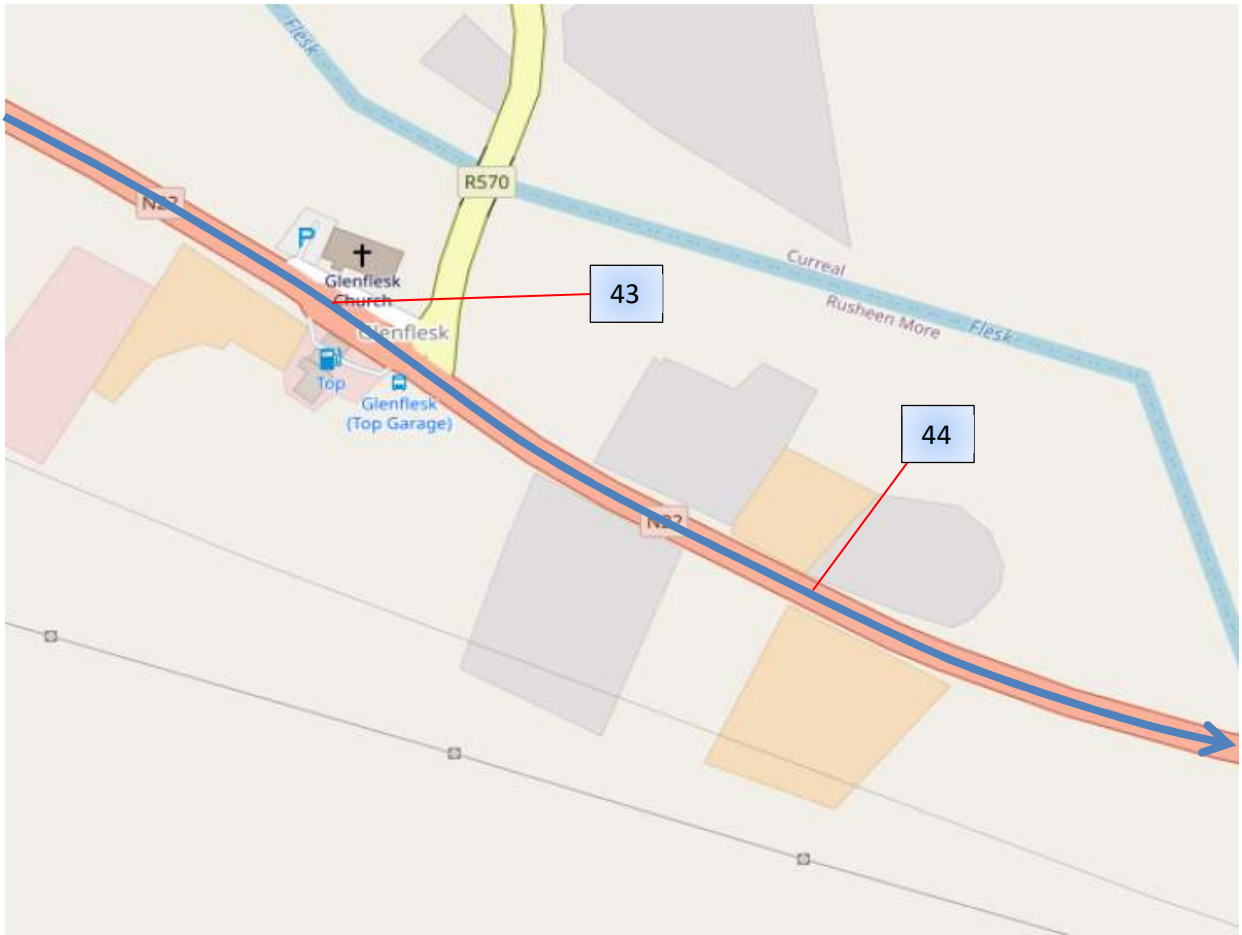 Flesk
R570
N22
P
Glenflesk
Church
43
Curreal
Rusheen More
Flesk
Glenflesk
Top
Glenflesk
(Top Garage)
44
N22